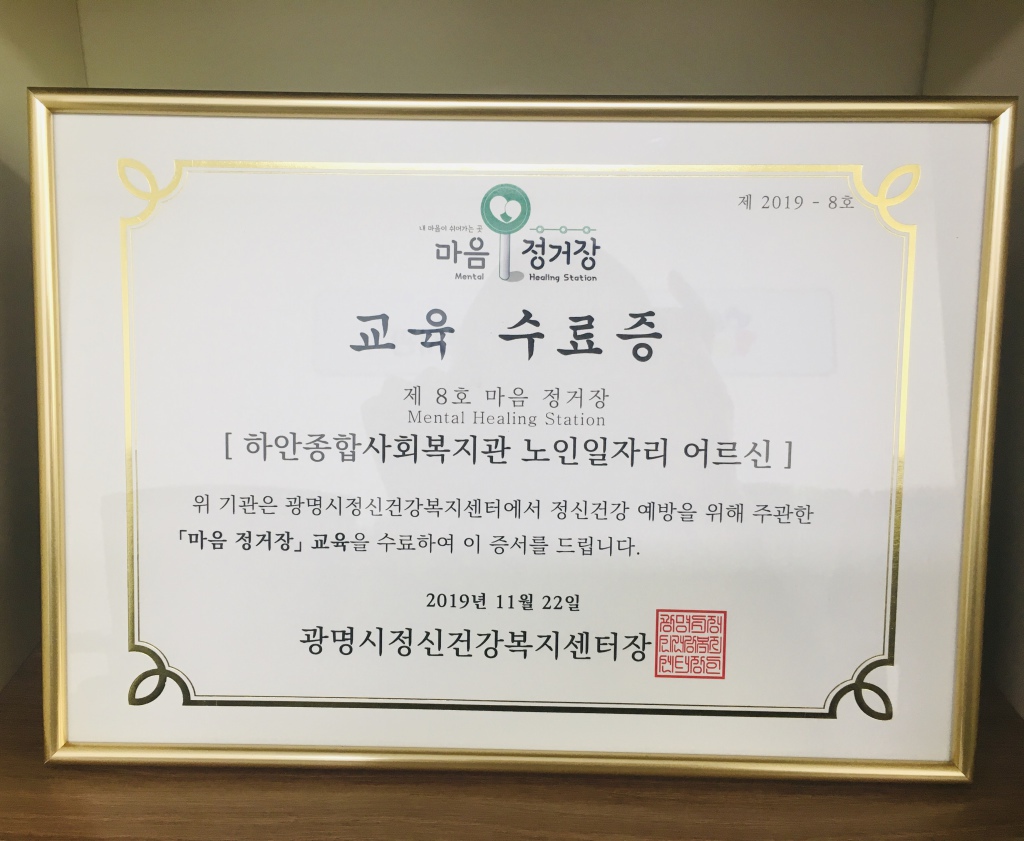 제 2019 - 8호
내 마음이 쉬어가는 곳
마음 정거장
Mental Healing Station
교육 수료증
제 8호 마음 정거장
Mental Healing Station
[ 하안종합사회복지관 노인일자리 어르신 ]
위 기관은 광명시정신건강복지센터에서 정신건강 예방을 위해 주관한
「마음 정거장」 교육을 수료하여 이 증서를 드립니다.
2019년 11월 22일
광명시정신건강복지센터장